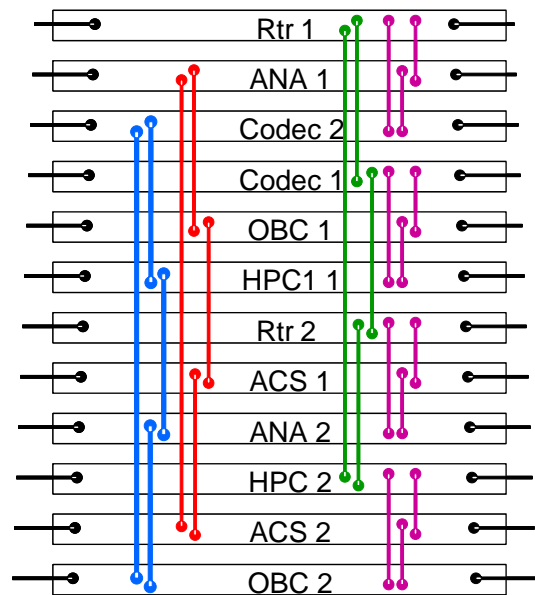 Rtr 1
ANA 1
Codec 2
Codec 1
OBC 1
HPC1 1
Rtr 2
ACS 1
ANA 2
HPC 2
ACS 2
OBC 2